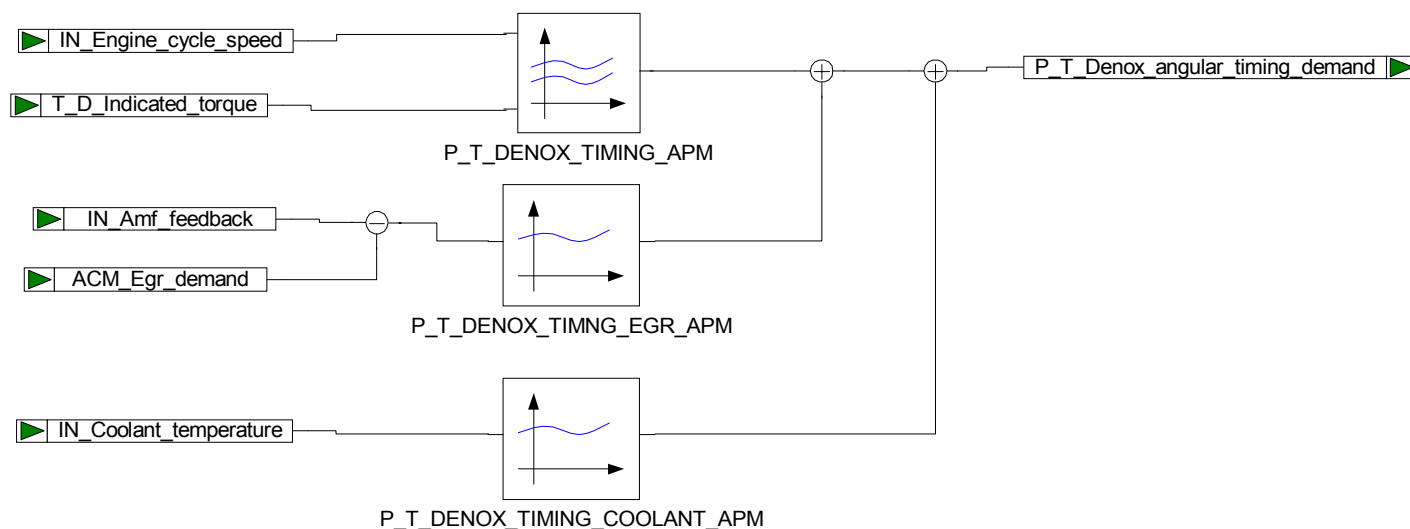 IN_Engine_cycle_speed
P_T_Denox_angular_timing_demand
T_D_Indicated_torque
P_T_DENOX_TIMING_APM
IN_Amf_feedback
ACM_Egr_demand
P_T_DENOX_TIMNG_EGR_APM
IN_Coolant_temperature
P_T_DENOX_TIMING_COOLANT_APM